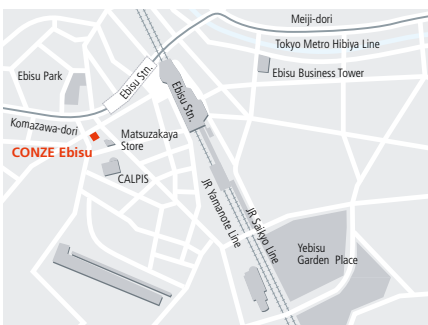 Meiji-dori
Tokyo Metro Hibiya Line
Ebisu Business Tower
Ebisu Park
Ebisu Stn.
Ebisu Stn.
Komazawa-dori
Matsuzakaya
Store
CONZE Ebisu
CALPIS
JR Yamanote Line
JR Saikyo Line
Yebisu
Garden Place